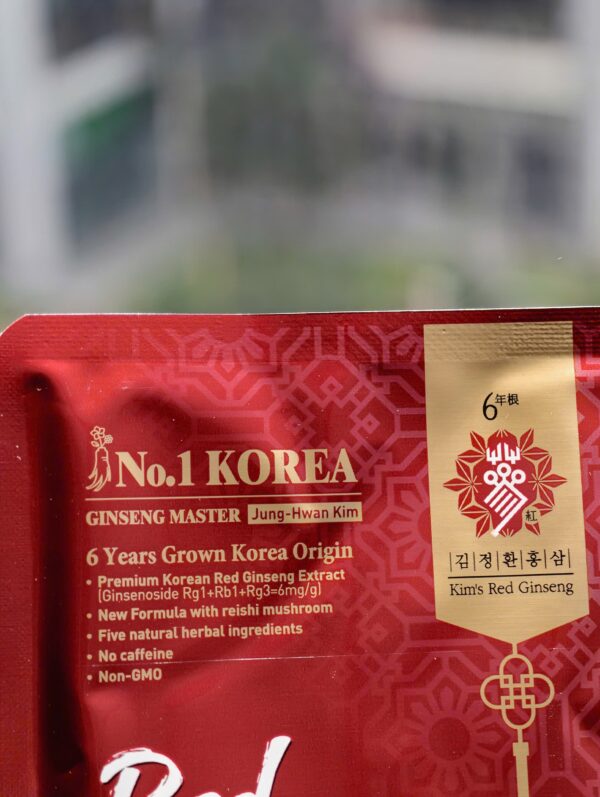 No.1 KOREA
GINSENG MASTER Jung-Hwan Kim
6 Years Grown Korea Origin
• Premium Korean Red Ginseng Extract
(Ginsenoside Rg1+Rb1+Rg3=6mg/g)
• New Formula with reishi mushroom
• Five natural herbal ingredients
• No caffeine
• Non-GMO
Red
6年根
紅
김정환홍삼
Kim's Red Ginseng